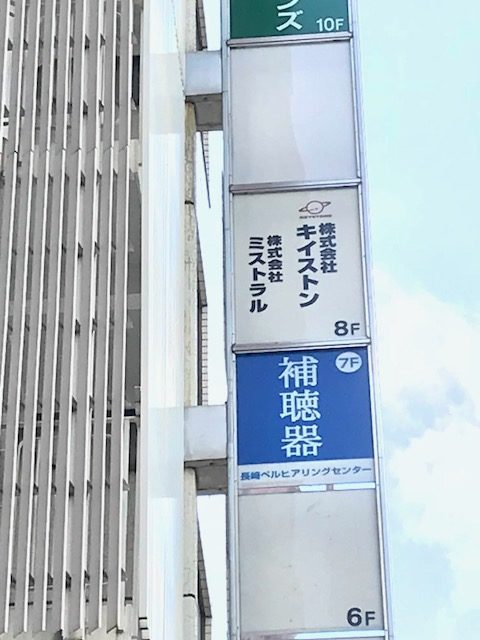 ンズ
10F
株式会社
キイストン
株式会社
ミストラル
8F
7F
補聴器
長崎ベルヒアリングセンター
6F